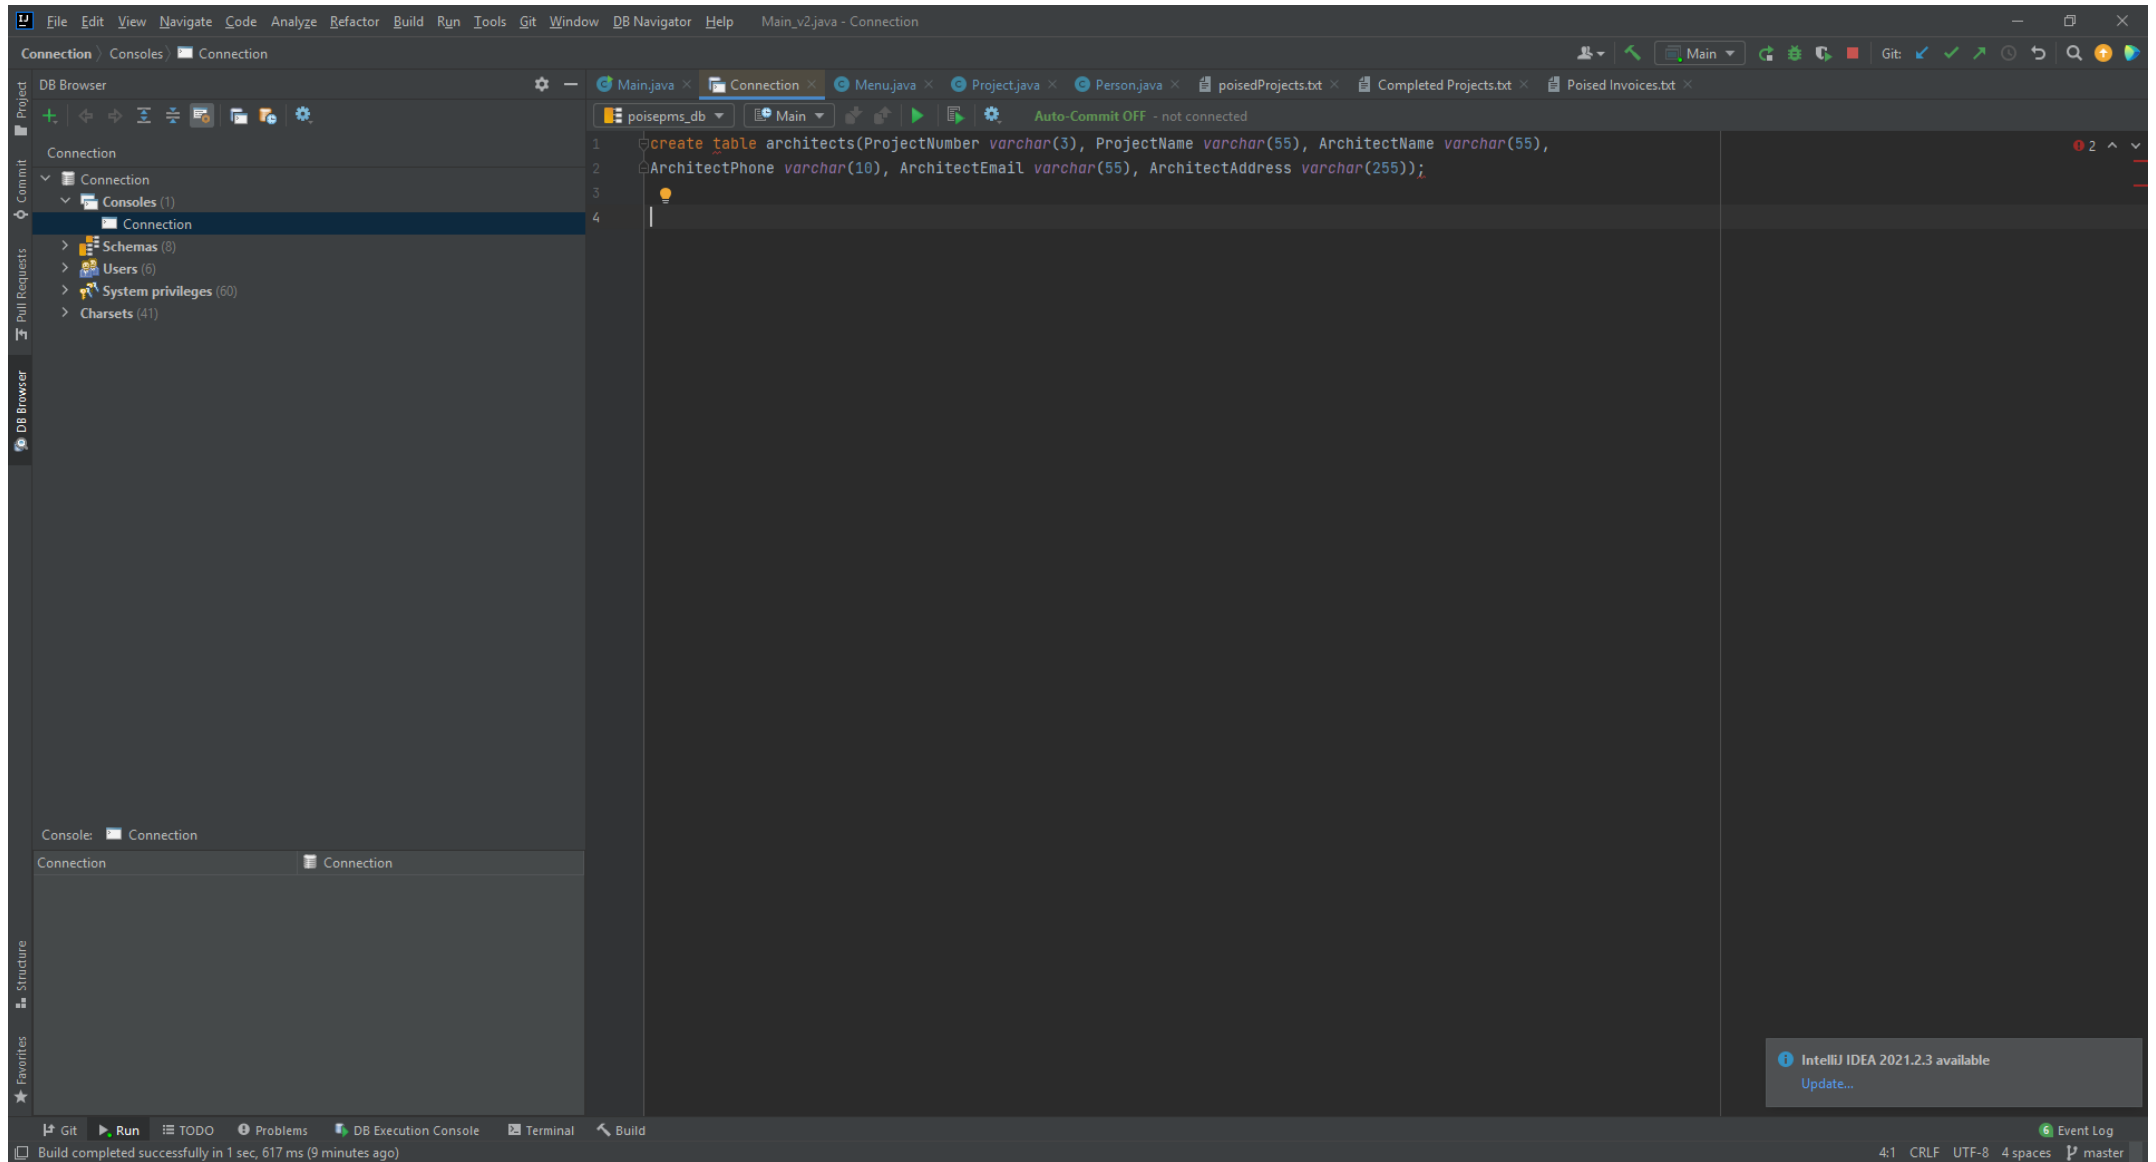 File Edit View Navigate Code Analyze Refactor Build Run Tools Git Window DB Navigator Help Main_v2.java - Connection
Connection Consoles Connection Main Git:
DB Browser Main.java Connection Menu.java Project.java Person.java poisedProjects.txt Completed Projects.txt Poised Invoices.txt
poisepms_db Main Auto-Commit OFF - not connected
Connection
Connection
Consoles (1)
Connection
Schemas (8)
Users (6)
System privileges (60)
Charsets (41)
1 create table architects(ProjectNumber varchar(3), ProjectName varchar(55), ArchitectName varchar(55),
2 ArchitectPhone varchar(10), ArchitectEmail varchar(55), ArchitectAddress varchar(255));
3
4
2
Project
Commit
Pull Requests
DB Browser
Structure
Favorites
Console: Connection
Connection Connection
IntelliJ IDEA 2021.2.3 available
Update...
Git Run TODO Problems DB Execution Console Terminal Build 6 Event Log
Build completed successfully in 1 sec, 617 ms (9 minutes ago) 4:1 CRLF UTF-8 4 spaces master